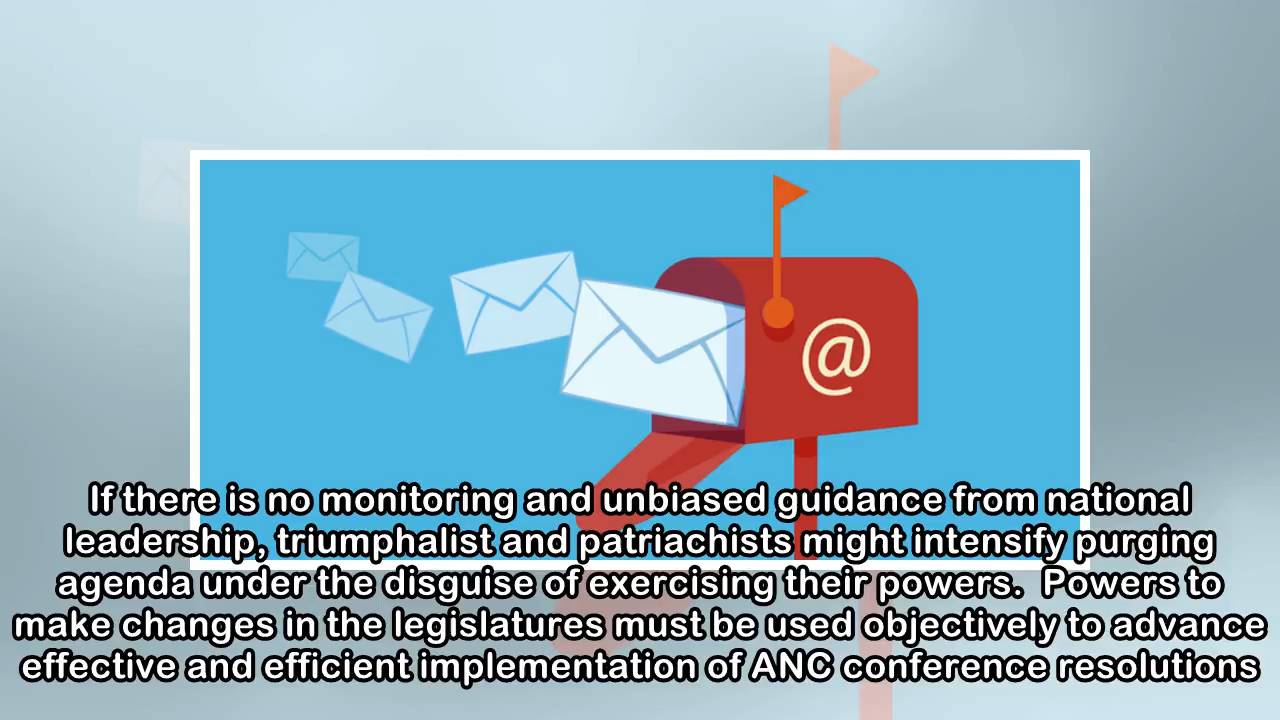 @
If there is no monitoring and unbiased guidance from national
leadership, triumphalist and patriachists might intensify purging
agenda under the disguise of exercising their powers.  Powers to
make changes in the legislatures must be used objectively to advance
effective and efficient implementation of ANC conference resolutions